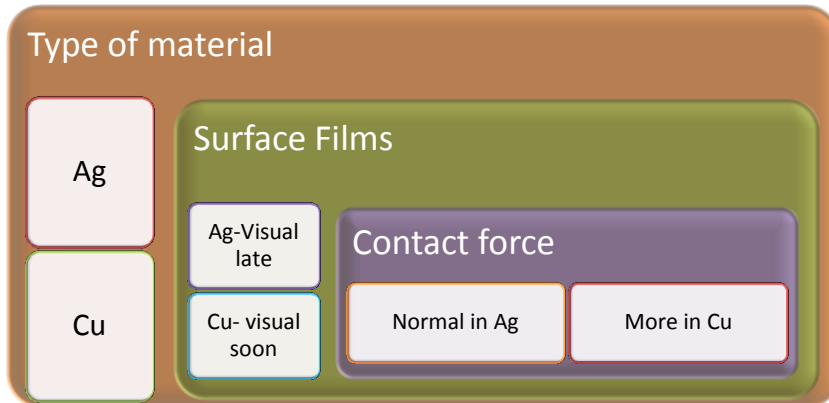 Type of material
Ag
Cu
Surface Films
Ag-Visual
late
Cu- visual
soon
Contact force
Normal in Ag
More in Cu